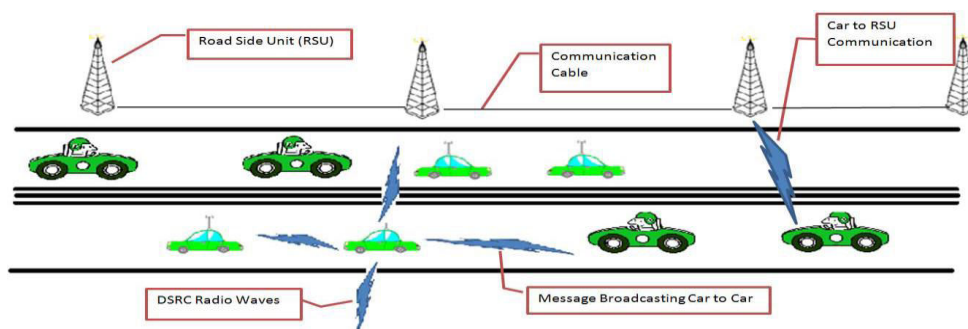 Road Side Unit (RSU)
Communication
Cable
Car to RSU
Communication
DSRC Radio Waves
Message Broadcasting Car to Car